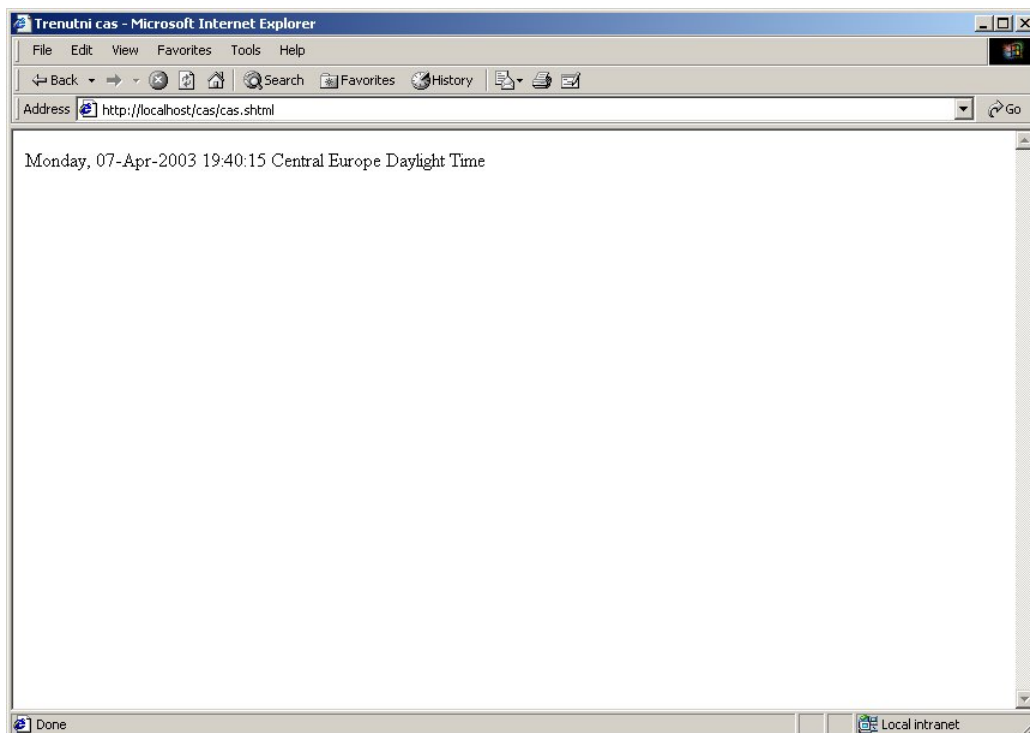 Trenutni cas - Microsoft Internet Explorer
File Edit View Favorites Tools Help
Back Search Favorites History
Address http://localhost/cas/cas.shtml Go
Monday, 07-Apr-2003 19:40:15 Central Europe Daylight Time
Done Local intranet